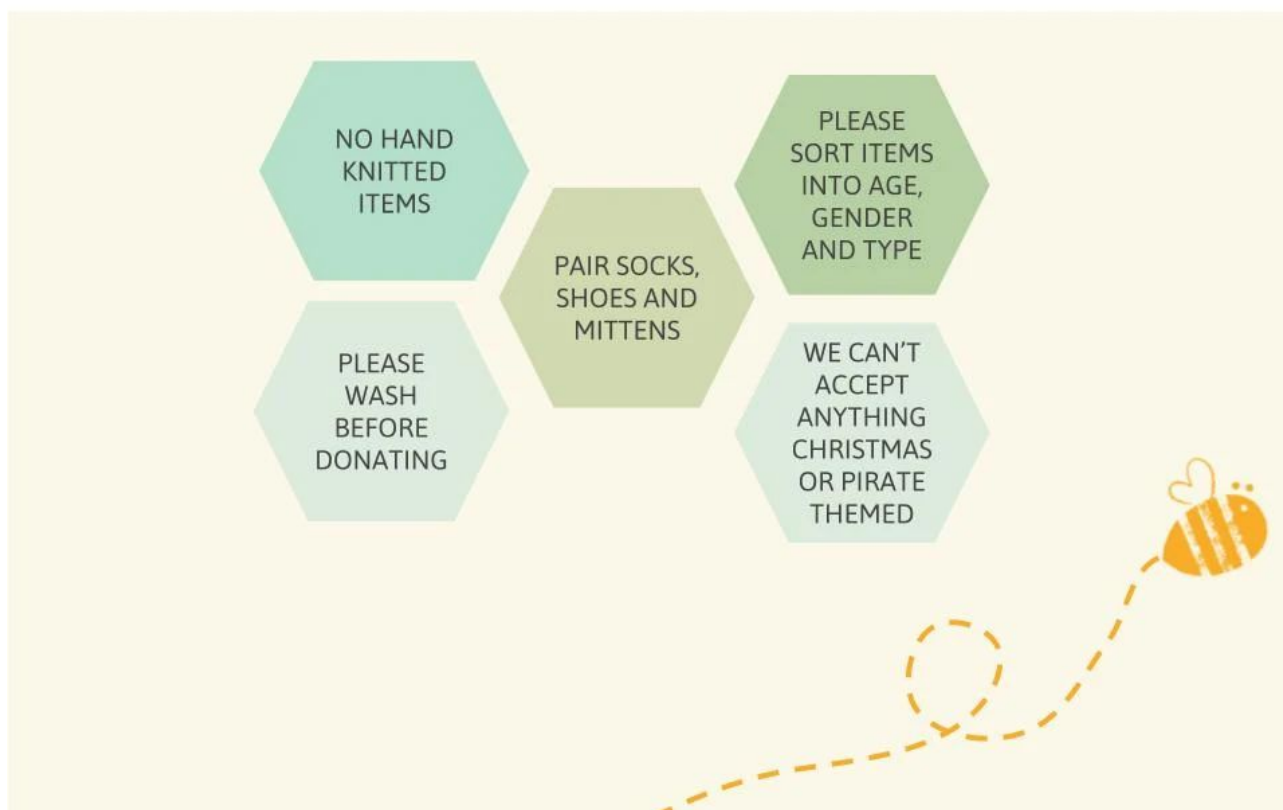 NO HAND
KNITTED
ITEMS
PLEASE
SORT ITEMS
INTO AGE,
GENDER
AND TYPE
PAIR SOCKS,
SHOES AND
MITTENS
PLEASE
WASH
BEFORE
DONATING
WE CAN'T
ACCEPT
ANYTHING
CHRISTMAS
OR PIRATE
THEMED